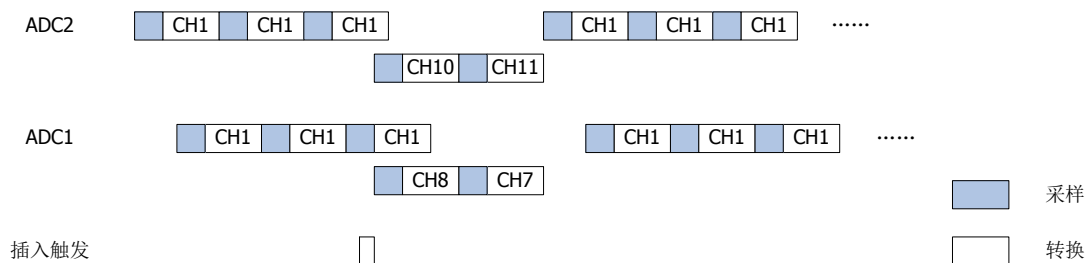 ADC2 CH1 CH1 CH1 CH1 CH1 CH1 ……
CH10 CH11
ADC1 CH1 CH1 CH1 CH1 CH1 CH1 ……
CH8 CH7
采样
插入触发 转换